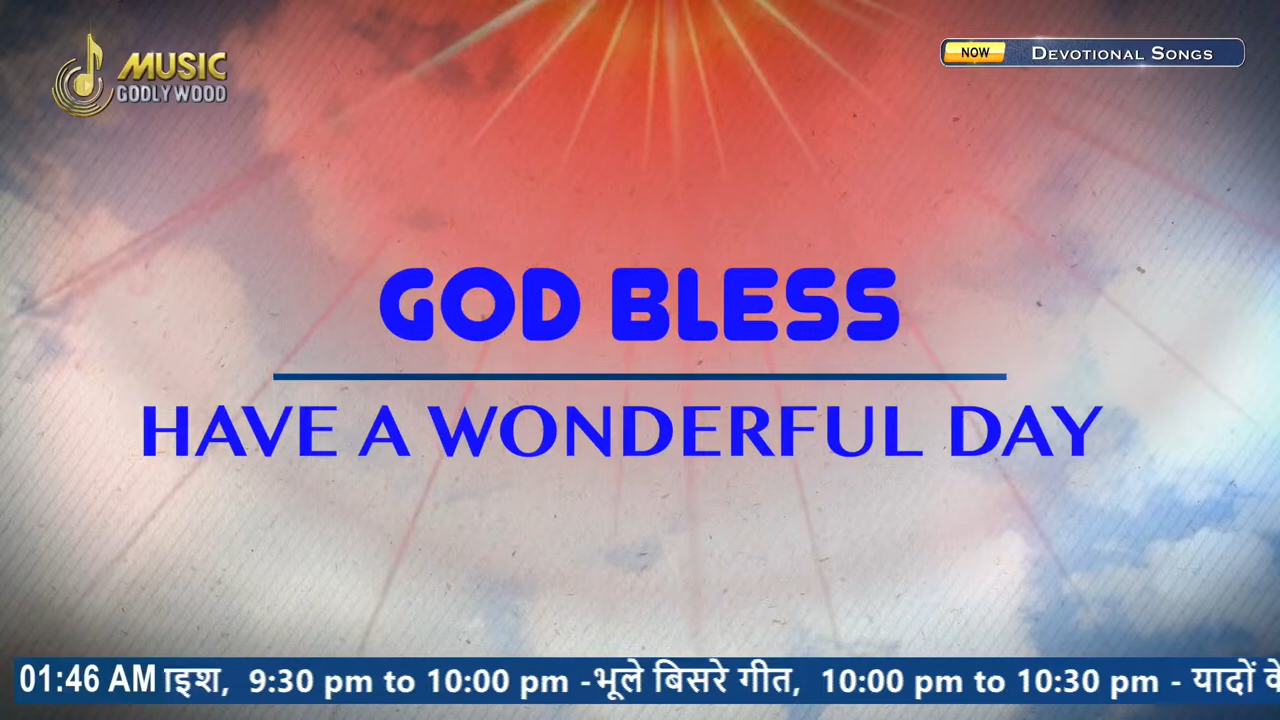 MUSIC
GODLYWOOD
NOW DEVOTIONAL SONGS
GOD BLESS
HAVE A WONDERFUL DAY
01:46 AM इश, 9:30 pm to 10:00 pm -भूले बिसरे गीत, 10:00 pm to 10:30 pm - यादों के